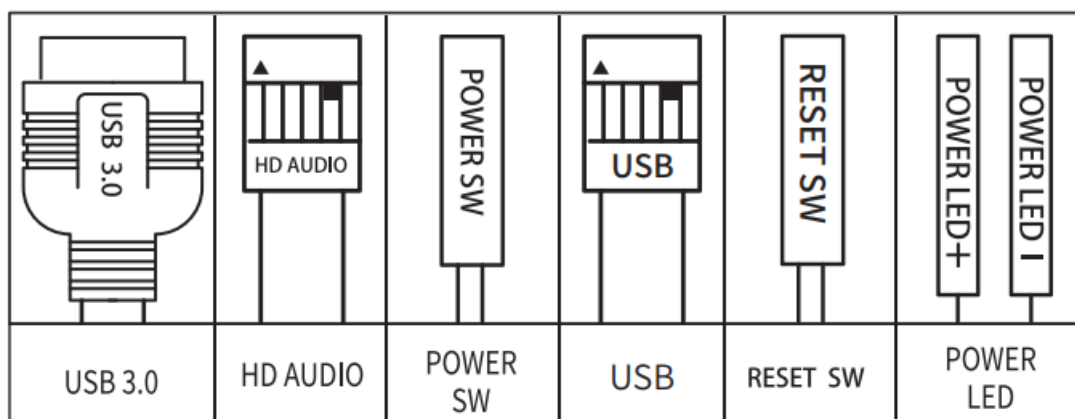 USB 3.0
HD AUDIO
POWER SW
USB
RESET SW
POWER LED+
POWER LED-
USB 3.0
HD AUDIO
POWER
SW
USB
RESET SW
POWER
LED